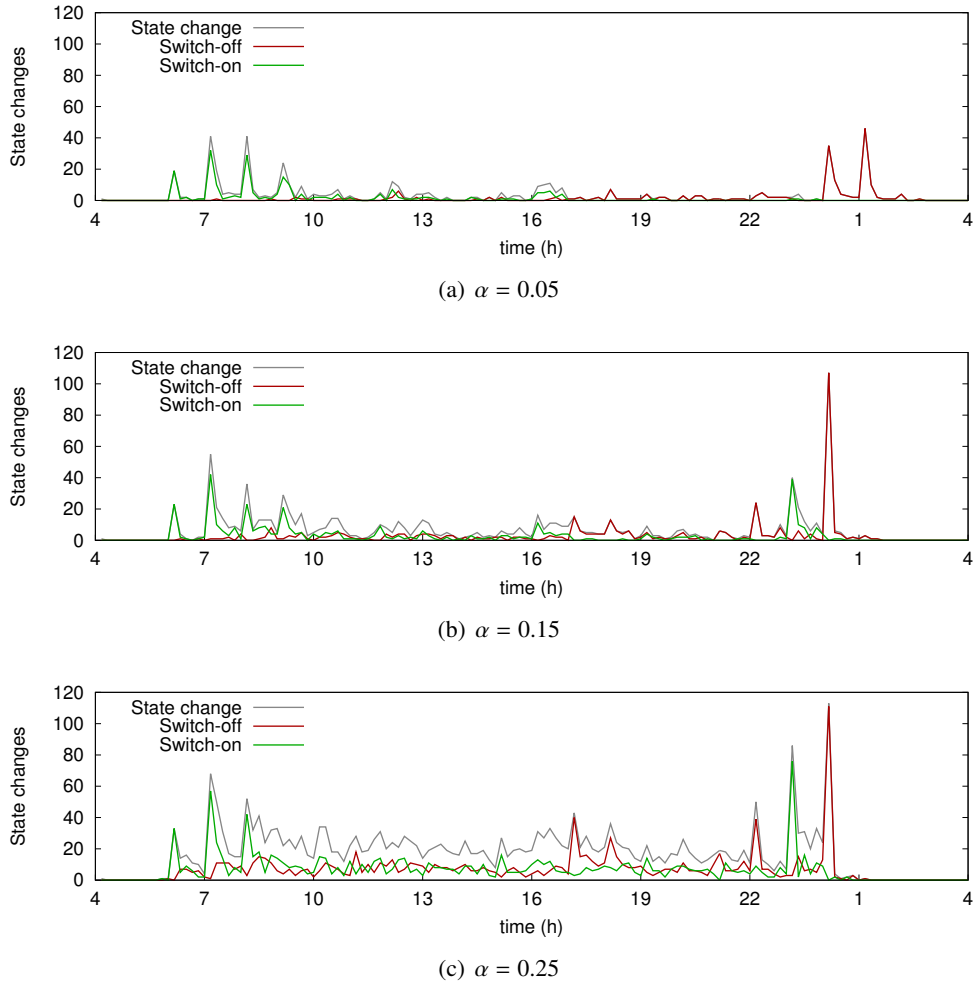 120
100
80
60
40
20
0
State changes
State change
Switch-off
Switch-on
4 7 10 13 16 19 22 1 4
time (h)
(a) α = 0.05
120
100
80
60
40
20
0
State changes
State change
Switch-off
Switch-on
4 7 10 13 16 19 22 1 4
time (h)
(b) α = 0.15
120
100
80
60
40
20
0
State changes
State change
Switch-off
Switch-on
4 7 10 13 16 19 22 1 4
time (h)
(c) α = 0.25